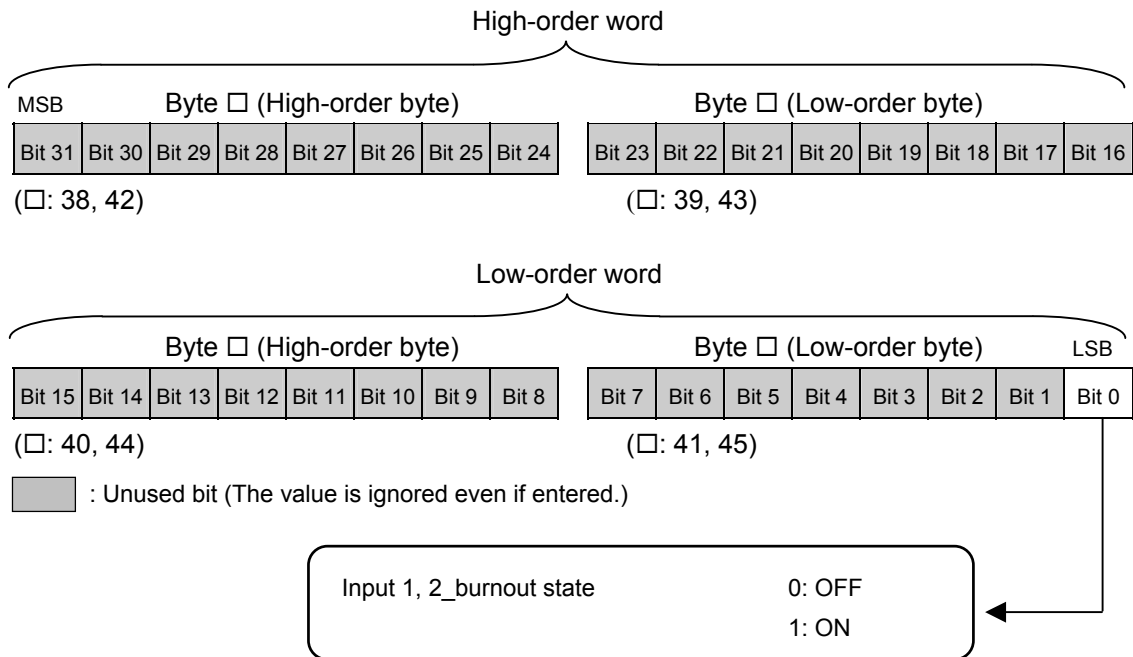 High-order word
MSB Byte □ (High-order byte) Byte □ (Low-order byte)
Bit 31 Bit 30 Bit 29 Bit 28 Bit 27 Bit 26 Bit 25 Bit 24 Bit 23 Bit 22 Bit 21 Bit 20 Bit 19 Bit 18 Bit 17 Bit 16
(□: 38, 42) (□: 39, 43)
Low-order word
Byte □ (High-order byte) Byte □ (Low-order byte) LSB
Bit 15 Bit 14 Bit 13 Bit 12 Bit 11 Bit 10 Bit 9 Bit 8 Bit 7 Bit 6 Bit 5 Bit 4 Bit 3 Bit 2 Bit 1 Bit 0
(□: 40, 44) (□: 41, 45)
: Unused bit (The value is ignored even if entered.)
Input 1, 2_burnout state 0: OFF
1: ON